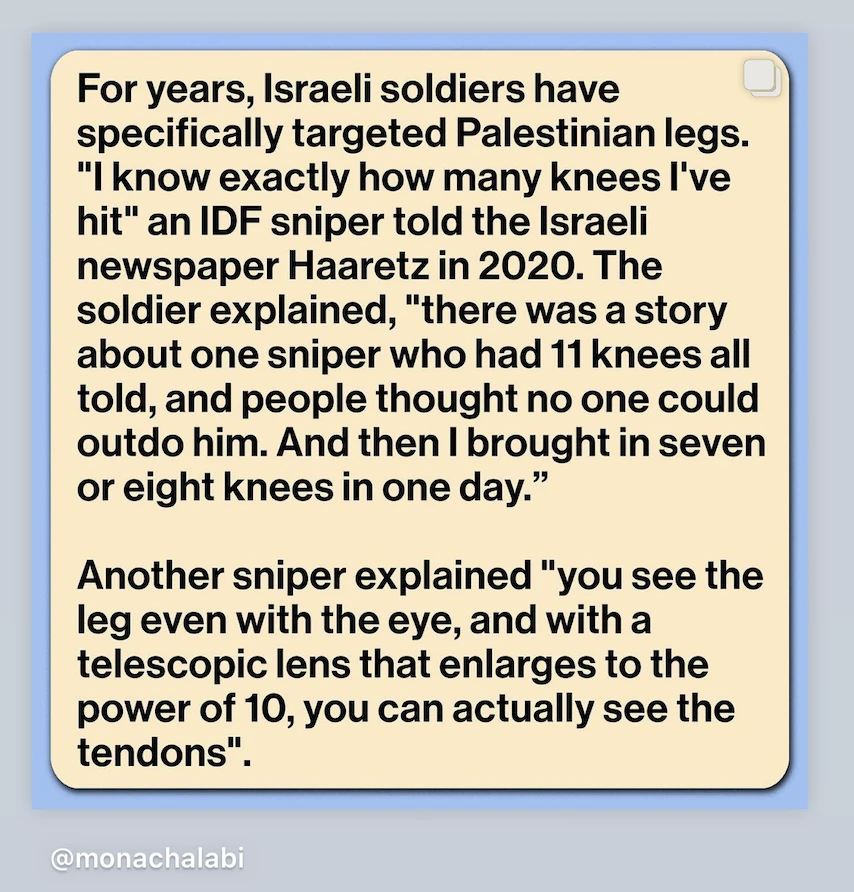 For years, Israeli soldiers have
specifically targeted Palestinian legs.
"I know exactly how many knees I've
hit" an IDF sniper told the Israeli
newspaper Haaretz in 2020. The
soldier explained, "there was a story
about one sniper who had 11 knees all
told, and people thought no one could
outdo him. And then I brought in seven
or eight knees in one day.”
Another sniper explained "you see the
leg even with the eye, and with a
telescopic lens that enlarges to the
power of 10, you can actually see the
tendons".
@monachalabi